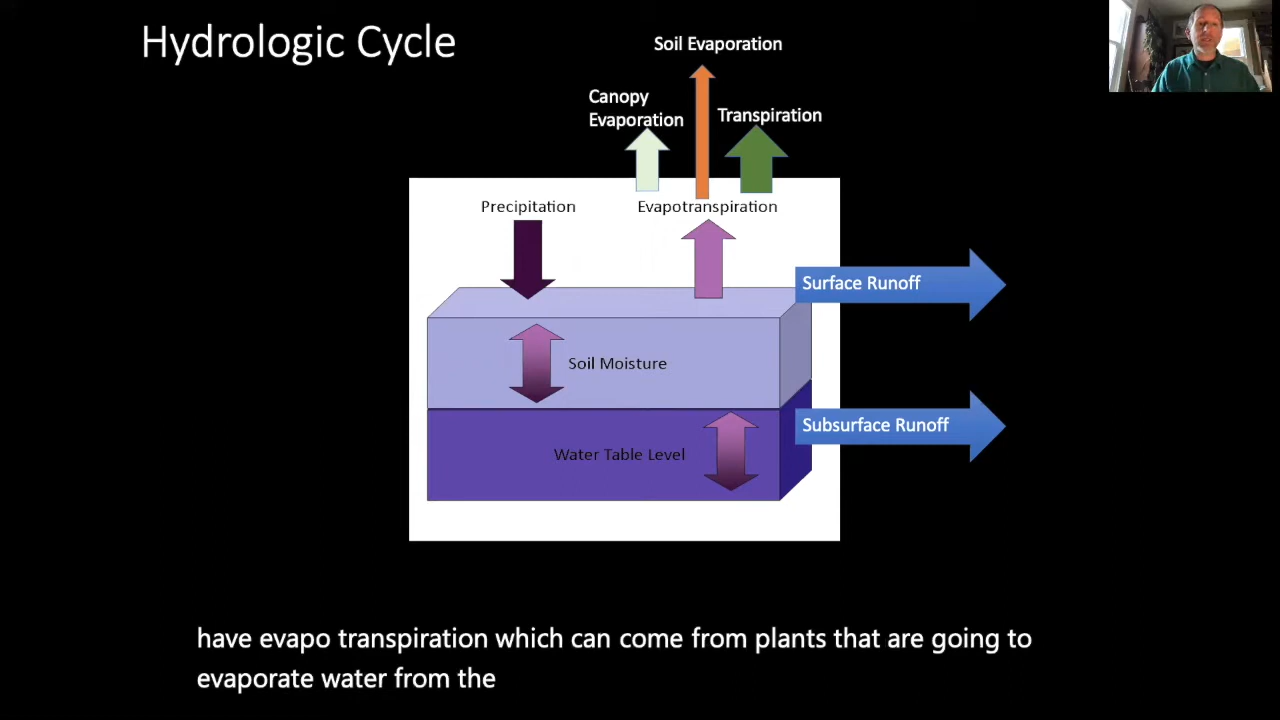 Hydrologic Cycle
Soil Evaporation
Canopy
Evaporation
Transpiration
Precipitation
Evapotranspiration
Surface Runoff
Soil Moisture
Subsurface Runoff
Water Table Level
have evapo transpiration which can come from plants that are going to
evaporate water from the